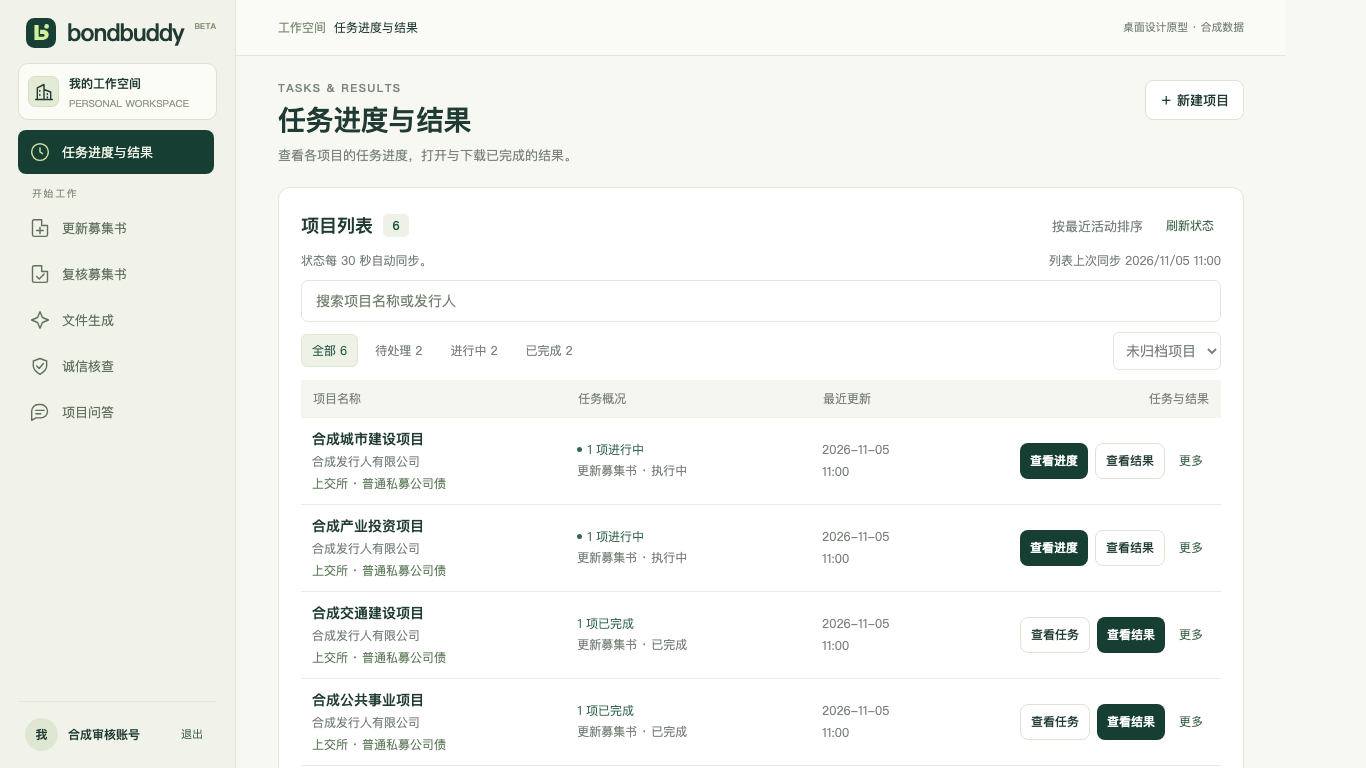 bondbuddy BETA
我的工作空间
PERSONAL WORKSPACE
任务进度与结果
开始工作
更新募集书
复核募集书
文件生成
诚信核查
项目问答
我 合成审核账号 退出
工作空间 任务进度与结果
桌面设计原型 · 合成数据
TASKS & RESULTS
任务进度与结果
查看各项目的任务进度，打开与下载已完成的结果。
+ 新建项目
项目列表 6
按最近活动排序 刷新状态
状态每 30 秒自动同步。
列表上次同步 2026/11/05 11:00
搜索项目名称或发行人
全部 6 待处理 2 进行中 2 已完成 2
未归档项目
项目名称 任务概况 最近更新 任务与结果
合成城市建设项目
合成发行人有限公司
上交所 · 普通私募公司债
1 项进行中
更新募集书 · 执行中
2026-11-05
11:00
查看进度 查看结果 更多
合成产业投资项目
合成发行人有限公司
上交所 · 普通私募公司债
1 项进行中
更新募集书 · 执行中
2026-11-05
11:00
查看进度 查看结果 更多
合成交通建设项目
合成发行人有限公司
上交所 · 普通私募公司债
1 项已完成
更新募集书 · 已完成
2026-11-05
11:00
查看任务 查看结果 更多
合成公共事业项目
合成发行人有限公司
上交所 · 普通私募公司债
1 项已完成
更新募集书 · 已完成
2026-11-05
11:00
查看任务 查看结果 更多